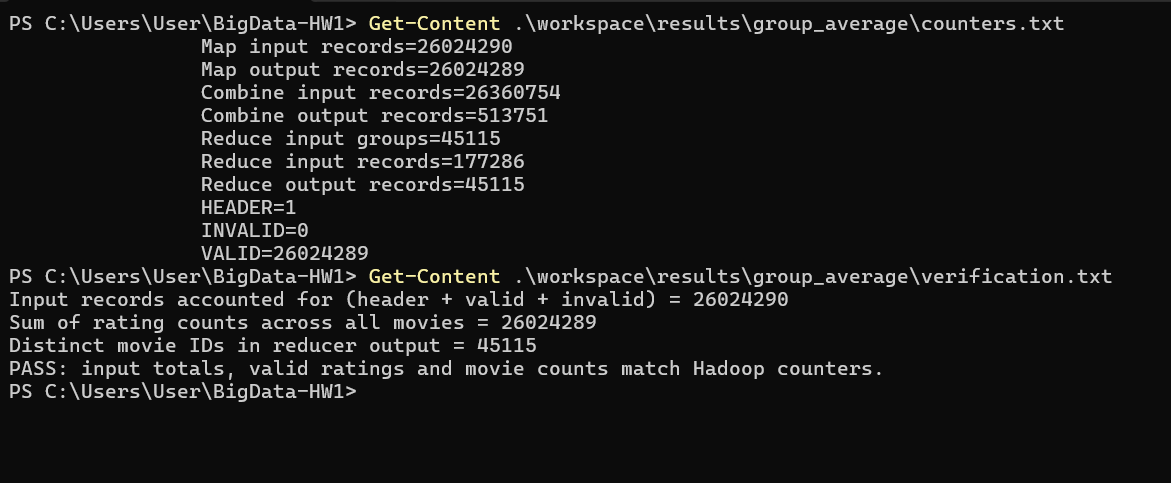 PS C:\Users\User\BigData-HW1> Get-Content .\workspace\results\group_average\counters.txt
Map input records=26024290
Map output records=26024289
Combine input records=26360754
Combine output records=513751
Reduce input groups=45115
Reduce input records=177286
Reduce output records=45115
HEADER=1
INVALID=0
VALID=26024289
PS C:\Users\User\BigData-HW1> Get-Content .\workspace\results\group_average\verification.txt
Input records accounted for (header + valid + invalid) = 26024290
Sum of rating counts across all movies = 26024289
Distinct movie IDs in reducer output = 45115
PASS: input totals, valid ratings and movie counts match Hadoop counters.
PS C:\Users\User\BigData-HW1>